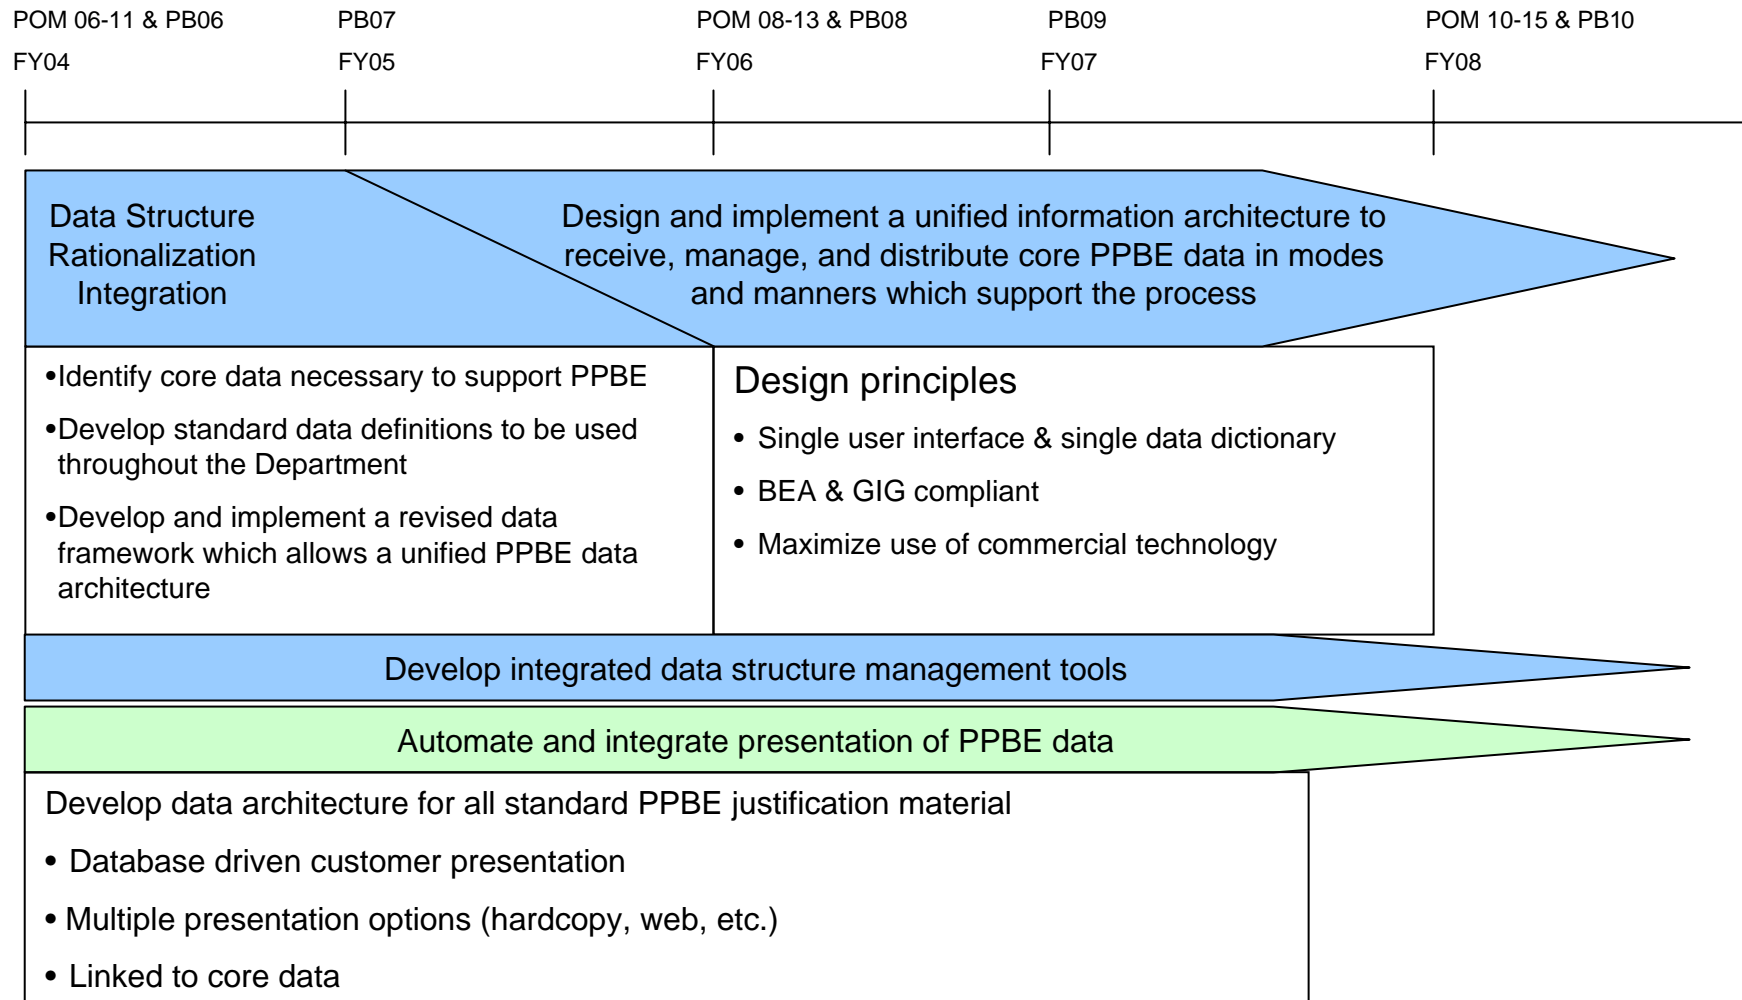 POM 06-11 & PB06 PB07 POM 08-13 & PB08 PB09 POM 10-15 & PB10
FY04 FY05 FY06 FY07 FY08
Data Structure
Rationalization
Integration
Design and implement a unified information architecture to
receive, manage, and distribute core PPBE data in modes
and manners which support the process
•Identify core data necessary to support PPBE
•Develop standard data definitions to be used
throughout the Department
•Develop and implement a revised data
framework which allows a unified PPBE data
architecture
Design principles
• Single user interface & single data dictionary
• BEA & GIG compliant
• Maximize use of commercial technology
Develop integrated data structure management tools
Automate and integrate presentation of PPBE data
Develop data architecture for all standard PPBE justification material
• Database driven customer presentation
• Multiple presentation options (hardcopy, web, etc.)
• Linked to core data